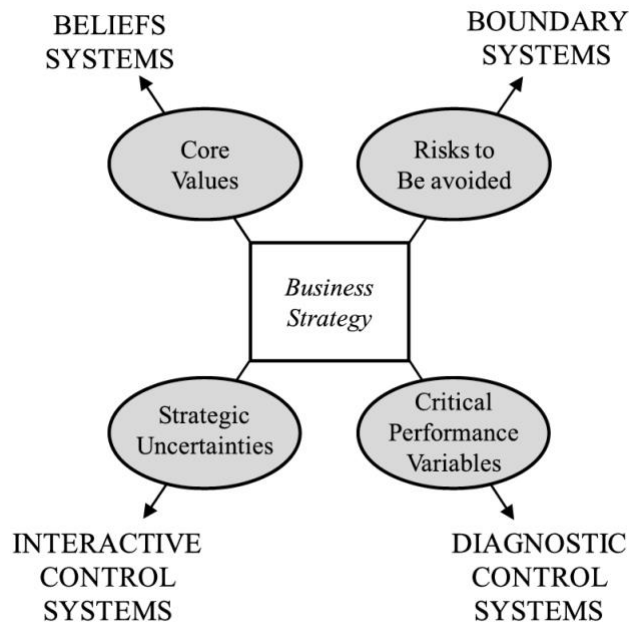 BELIEFS
SYSTEMS
BOUNDARY
SYSTEMS
Core
Values
Risks to
Be avoided
Business
Strategy
Strategic
Uncertainties
Critical
Performance
Variables
INTERACTIVE
CONTROL
SYSTEMS
DIAGNOSTIC
CONTROL
SYSTEMS